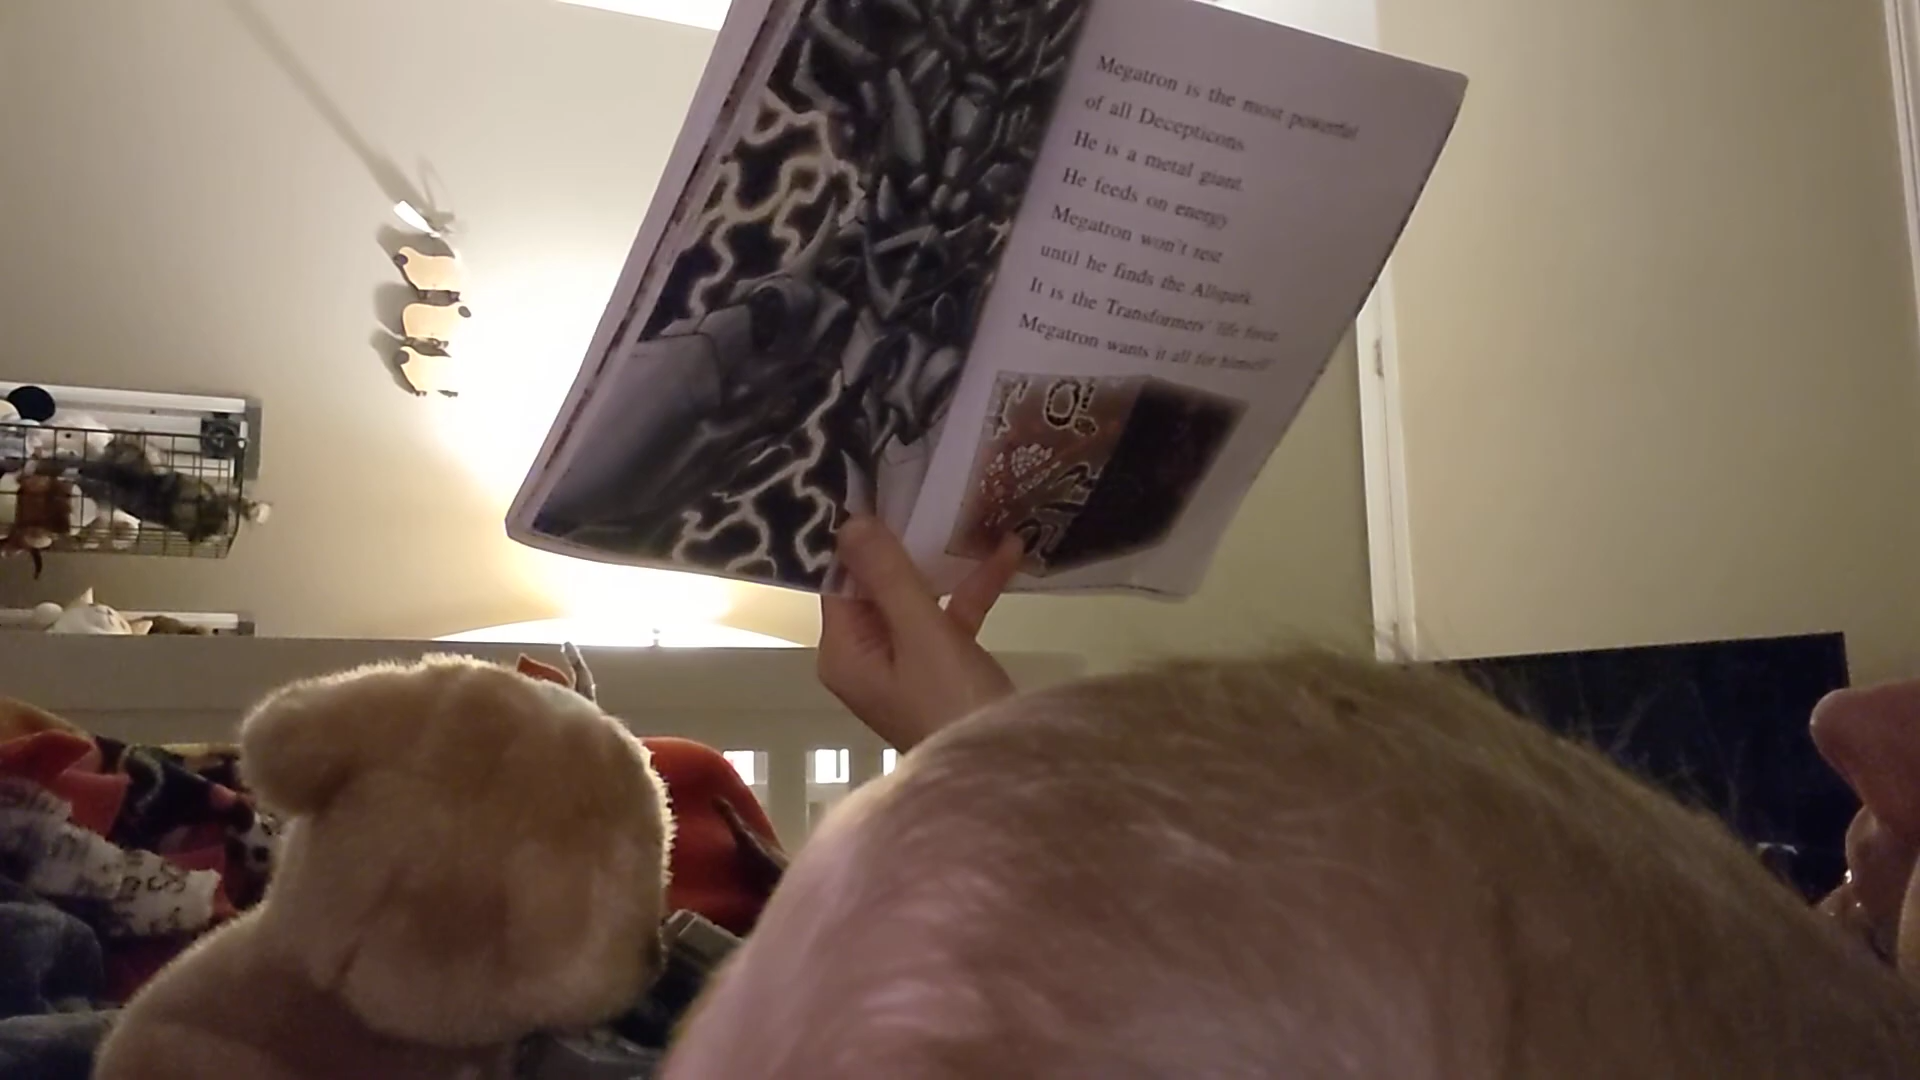 Megatron is the most powerful
of all Decepticons.
He is a metal giant.
He feeds on energy.
Megatron won't rest
until he finds the Allspark.
It is the Transformers' life force.
Megatron wants it all for himself!